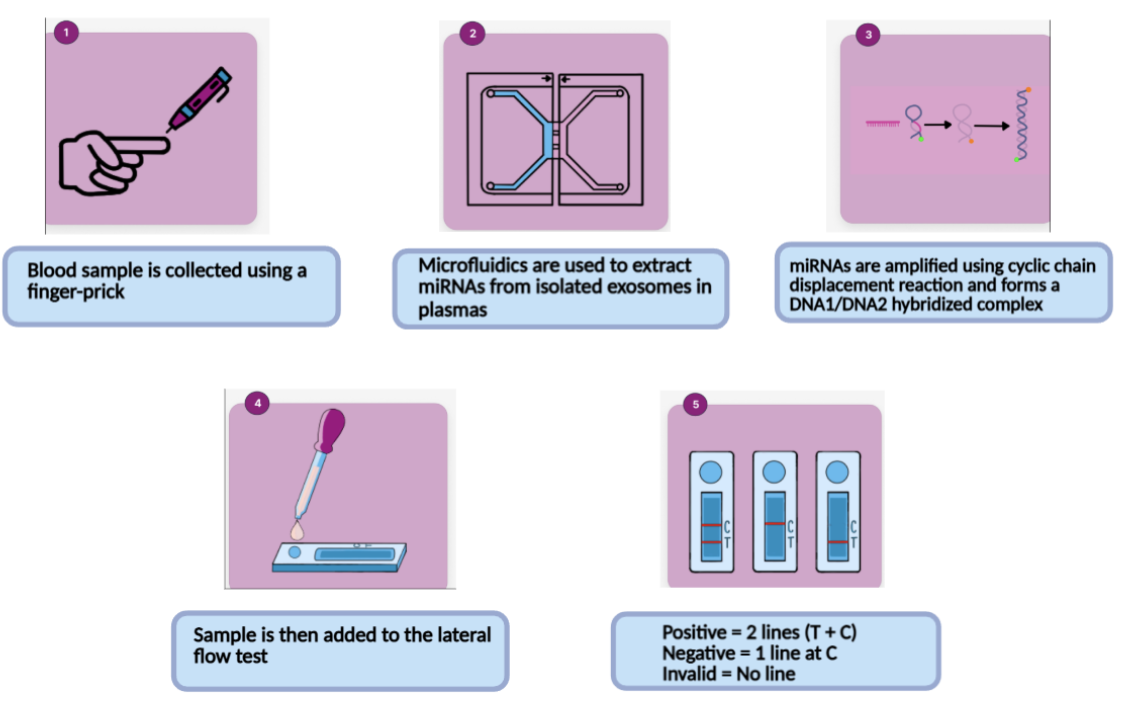 1
2
3
Blood sample is collected using a
finger-prick
Microfluidics are used to extract
miRNAs from isolated exosomes in
plasmas
miRNAs are amplified using cyclic chain
displacement reaction and forms a
DNA1/DNA2 hybridized complex
4
5
C
T
C
T
C
T
Sample is then added to the lateral
flow test
Positive = 2 lines (T + C)
Negative = 1 line at C
Invalid = No line